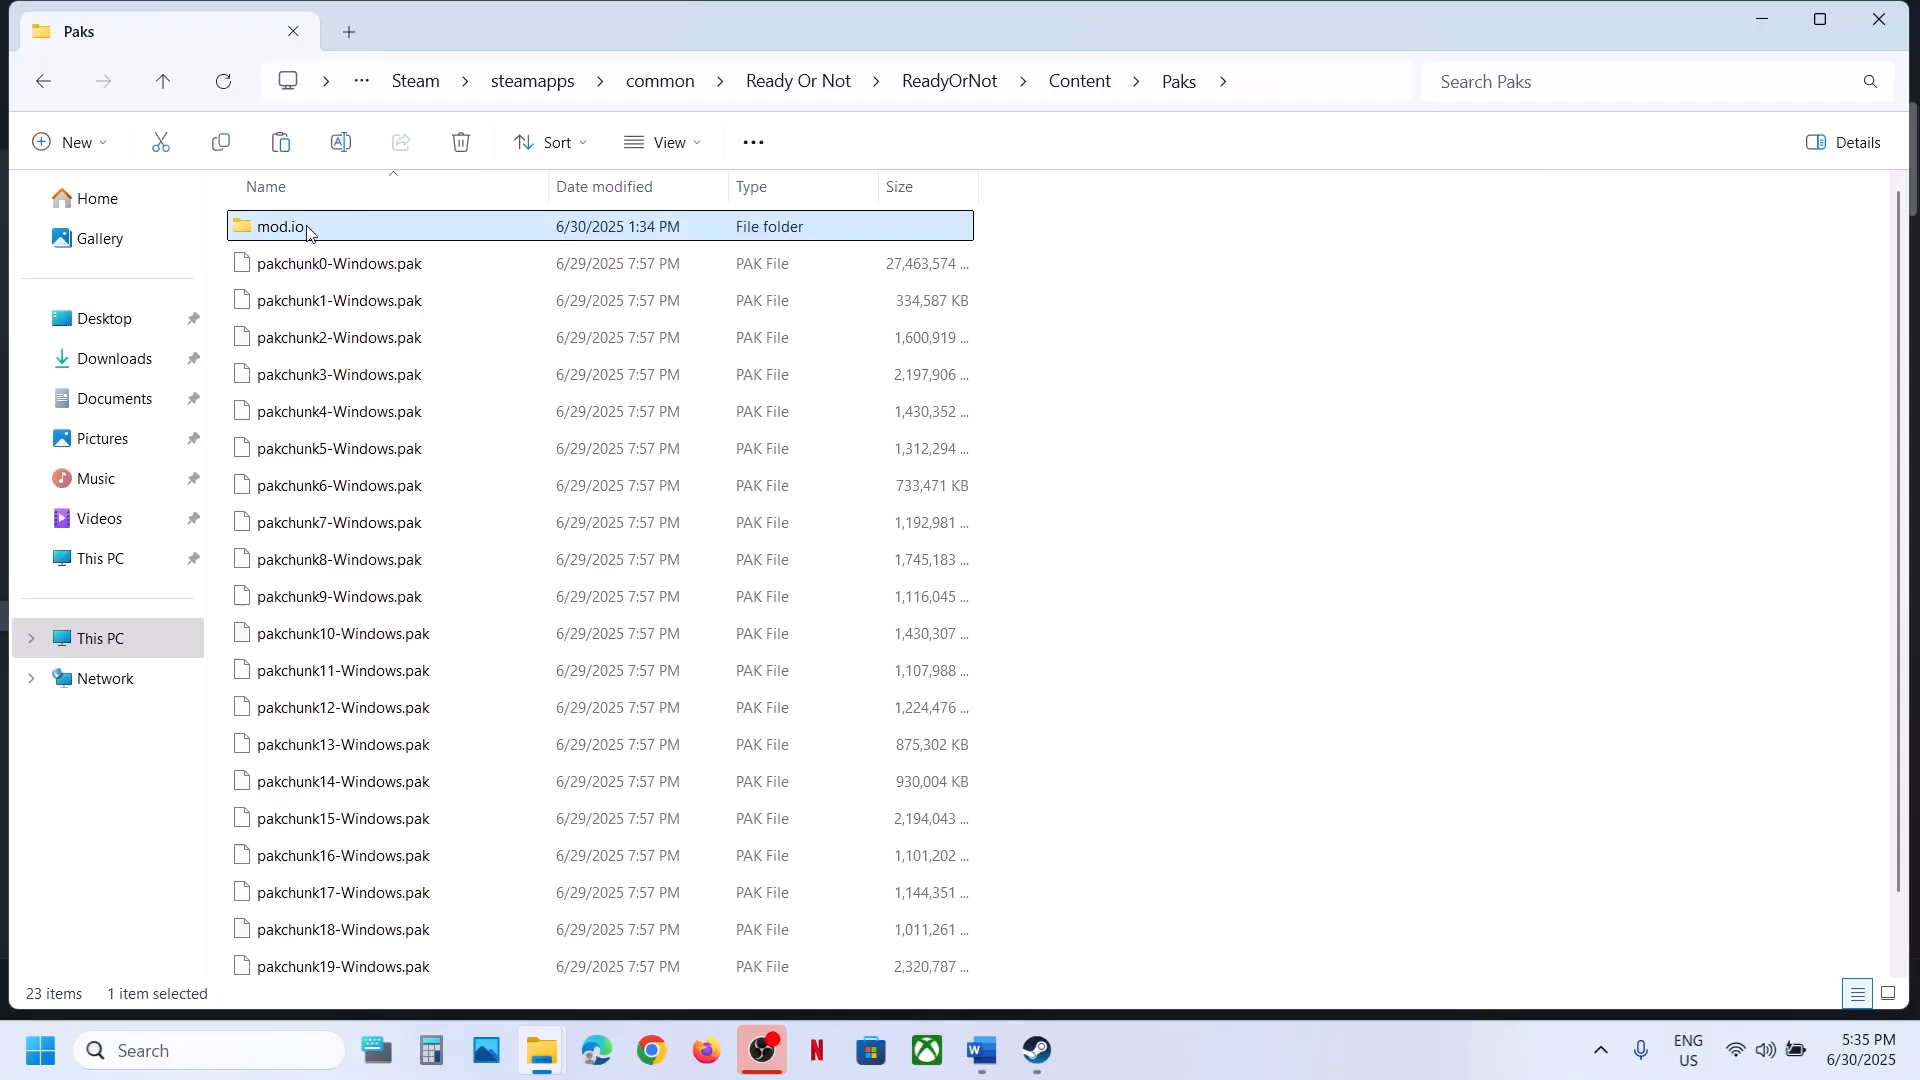 Paks
Steam > steamapps > common > Ready Or Not > ReadyOrNot > Content > Paks >
Search Paks
New
Sort
View
Details
Name Date modified Type Size
mod.io 6/30/2025 1:34 PM File folder
pakchunk0-Windows.pak 6/29/2025 7:57 PM PAK File 27,463,574 ...
pakchunk1-Windows.pak 6/29/2025 7:57 PM PAK File 334,587 KB
pakchunk2-Windows.pak 6/29/2025 7:57 PM PAK File 1,600,919 ...
pakchunk3-Windows.pak 6/29/2025 7:57 PM PAK File 2,197,906 ...
pakchunk4-Windows.pak 6/29/2025 7:57 PM PAK File 1,430,352 ...
pakchunk5-Windows.pak 6/29/2025 7:57 PM PAK File 1,312,294 ...
pakchunk6-Windows.pak 6/29/2025 7:57 PM PAK File 733,471 KB
pakchunk7-Windows.pak 6/29/2025 7:57 PM PAK File 1,192,981 ...
pakchunk8-Windows.pak 6/29/2025 7:57 PM PAK File 1,745,183 ...
pakchunk9-Windows.pak 6/29/2025 7:57 PM PAK File 1,116,045 ...
pakchunk10-Windows.pak 6/29/2025 7:57 PM PAK File 1,430,307 ...
pakchunk11-Windows.pak 6/29/2025 7:57 PM PAK File 1,107,988 ...
pakchunk12-Windows.pak 6/29/2025 7:57 PM PAK File 1,224,476 ...
pakchunk13-Windows.pak 6/29/2025 7:57 PM PAK File 875,302 KB
pakchunk14-Windows.pak 6/29/2025 7:57 PM PAK File 930,004 KB
pakchunk15-Windows.pak 6/29/2025 7:57 PM PAK File 2,194,043 ...
pakchunk16-Windows.pak 6/29/2025 7:57 PM PAK File 1,101,202 ...
pakchunk17-Windows.pak 6/29/2025 7:57 PM PAK File 1,144,351 ...
pakchunk18-Windows.pak 6/29/2025 7:57 PM PAK File 1,011,261 ...
pakchunk19-Windows.pak 6/29/2025 7:57 PM PAK File 2,320,787 ...
Home
Gallery
Desktop
Downloads
Documents
Pictures
Music
Videos
This PC
This PC
Network
23 items 1 item selected
Search
ENG
US
5:35 PM
6/30/2025